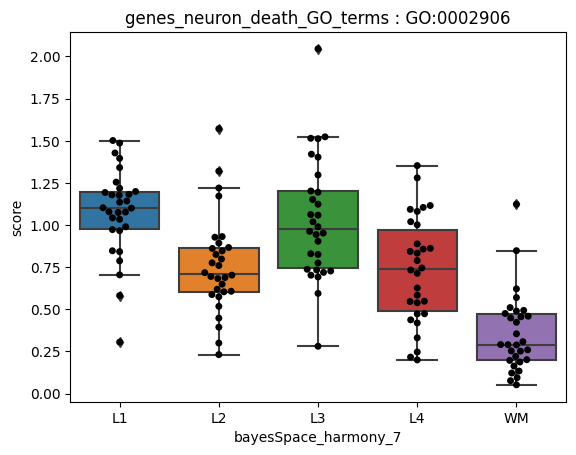 genes_neuron_death_GO_terms : GO:0002906
2.00
1.75
1.50
1.25
1.00
0.75
0.50
0.25
0.00
score
L1 L2 L3 L4 WM
bayesSpace_harmony_7